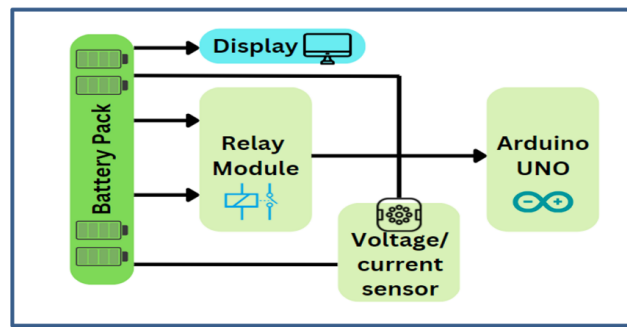 Battery Pack
Display
Relay
Module
Arduino
UNO
Voltage/
current
sensor